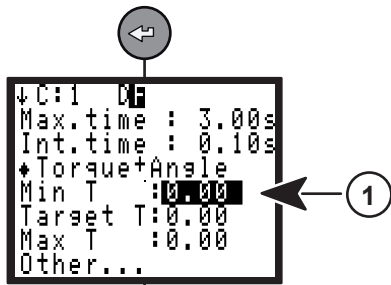 ↓C:1 DF
Max.time : 3.00s
Int.time : 0.10s
♦Torque+Angle
Min T :0.00
Target T:0.00
Max T :0.00
Other...
1